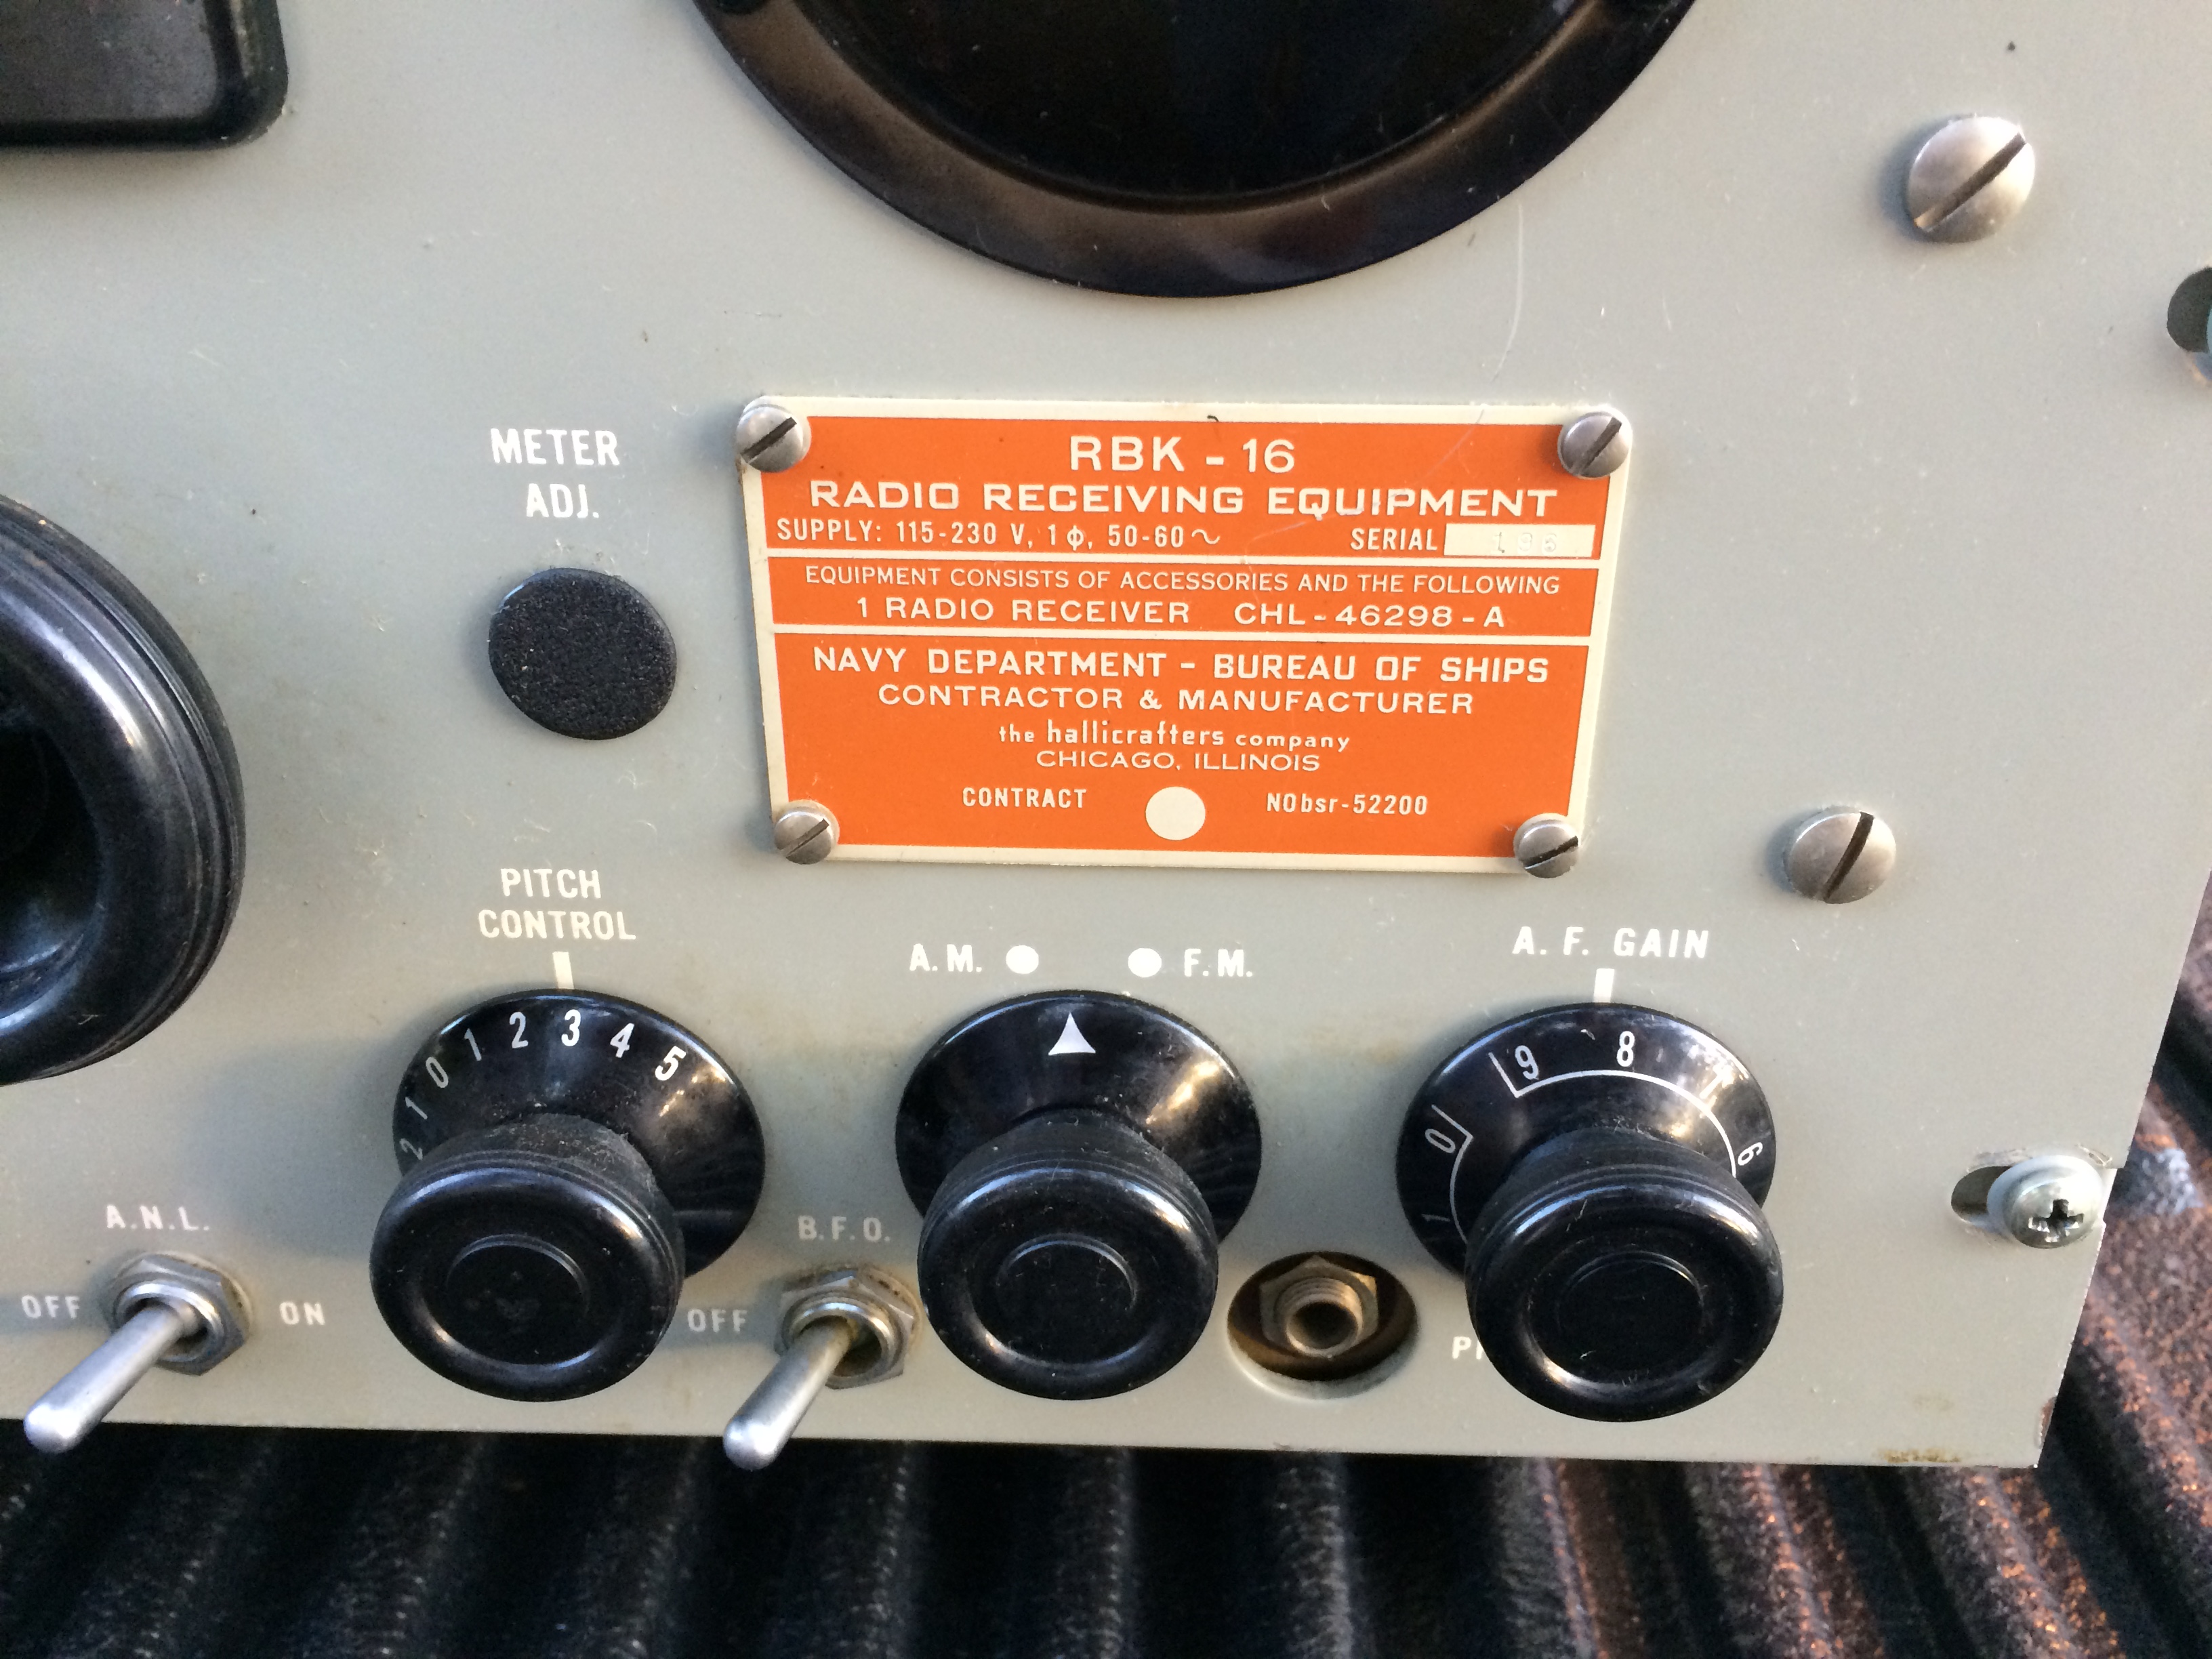 METER
ADJ.
RBK - 16
RADIO RECEIVING EQUIPMENT
SUPPLY: 115-230 V, 1 ϕ, 50-60 ∿ SERIAL 196
EQUIPMENT CONSISTS OF ACCESSORIES AND THE FOLLOWING
1 RADIO RECEIVER CHL - 46298 - A
NAVY DEPARTMENT - BUREAU OF SHIPS
CONTRACTOR & MANUFACTURER
the hallicrafters company
CHICAGO, ILLINOIS
CONTRACT NObsr-52200
PITCH
CONTROL
2 1 0 1 2 3 4 5
A.M. F.M.
A. F. GAIN
1 0 9 8 7 6
A.N.L.
OFF ON
B.F.O.
OFF